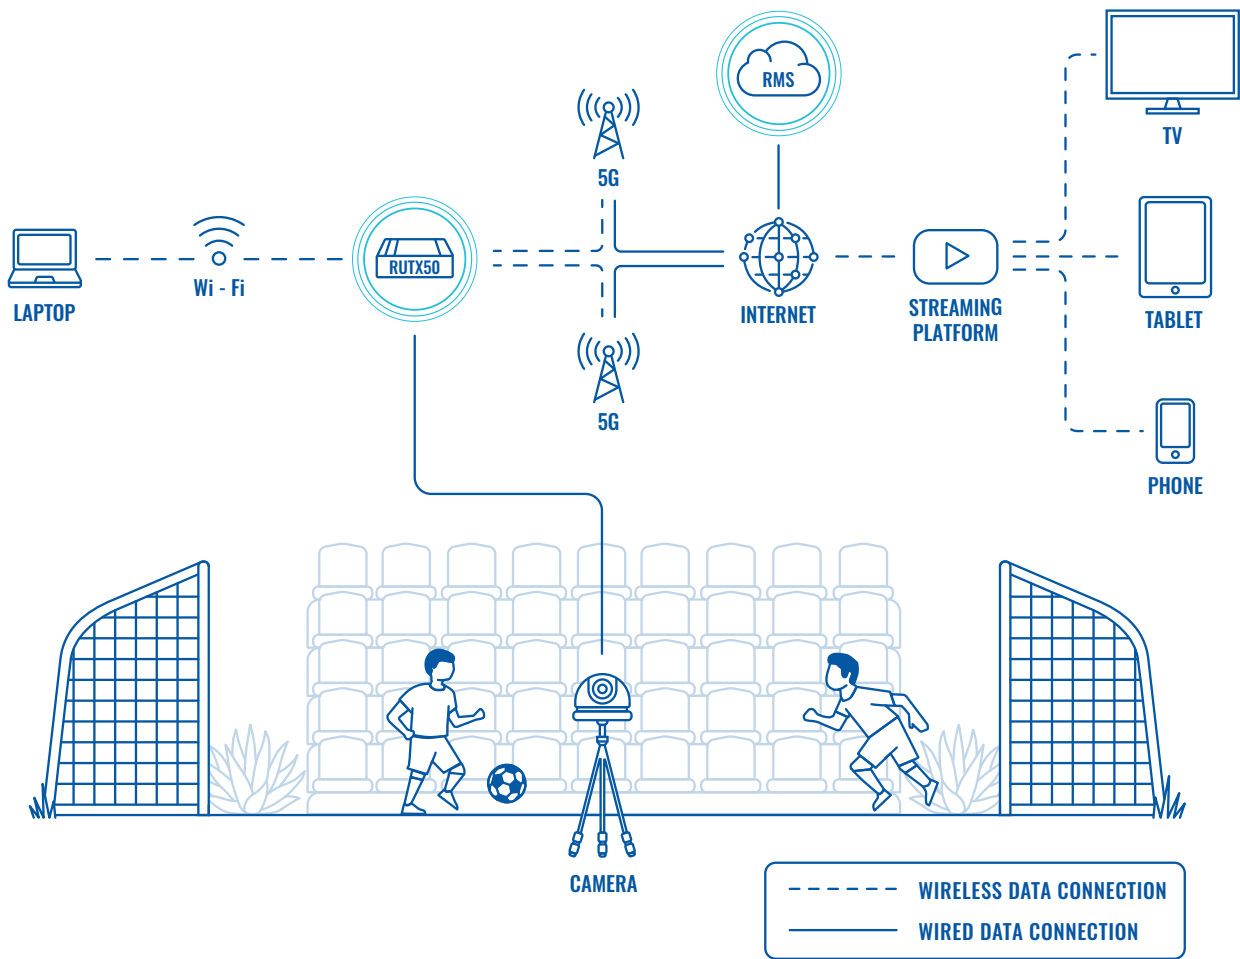 RMS
5G
TV
RUTX50
Wi - Fi
LAPTOP
INTERNET
STREAMING
PLATFORM
TABLET
5G
PHONE
CAMERA
WIRELESS DATA CONNECTION
WIRED DATA CONNECTION